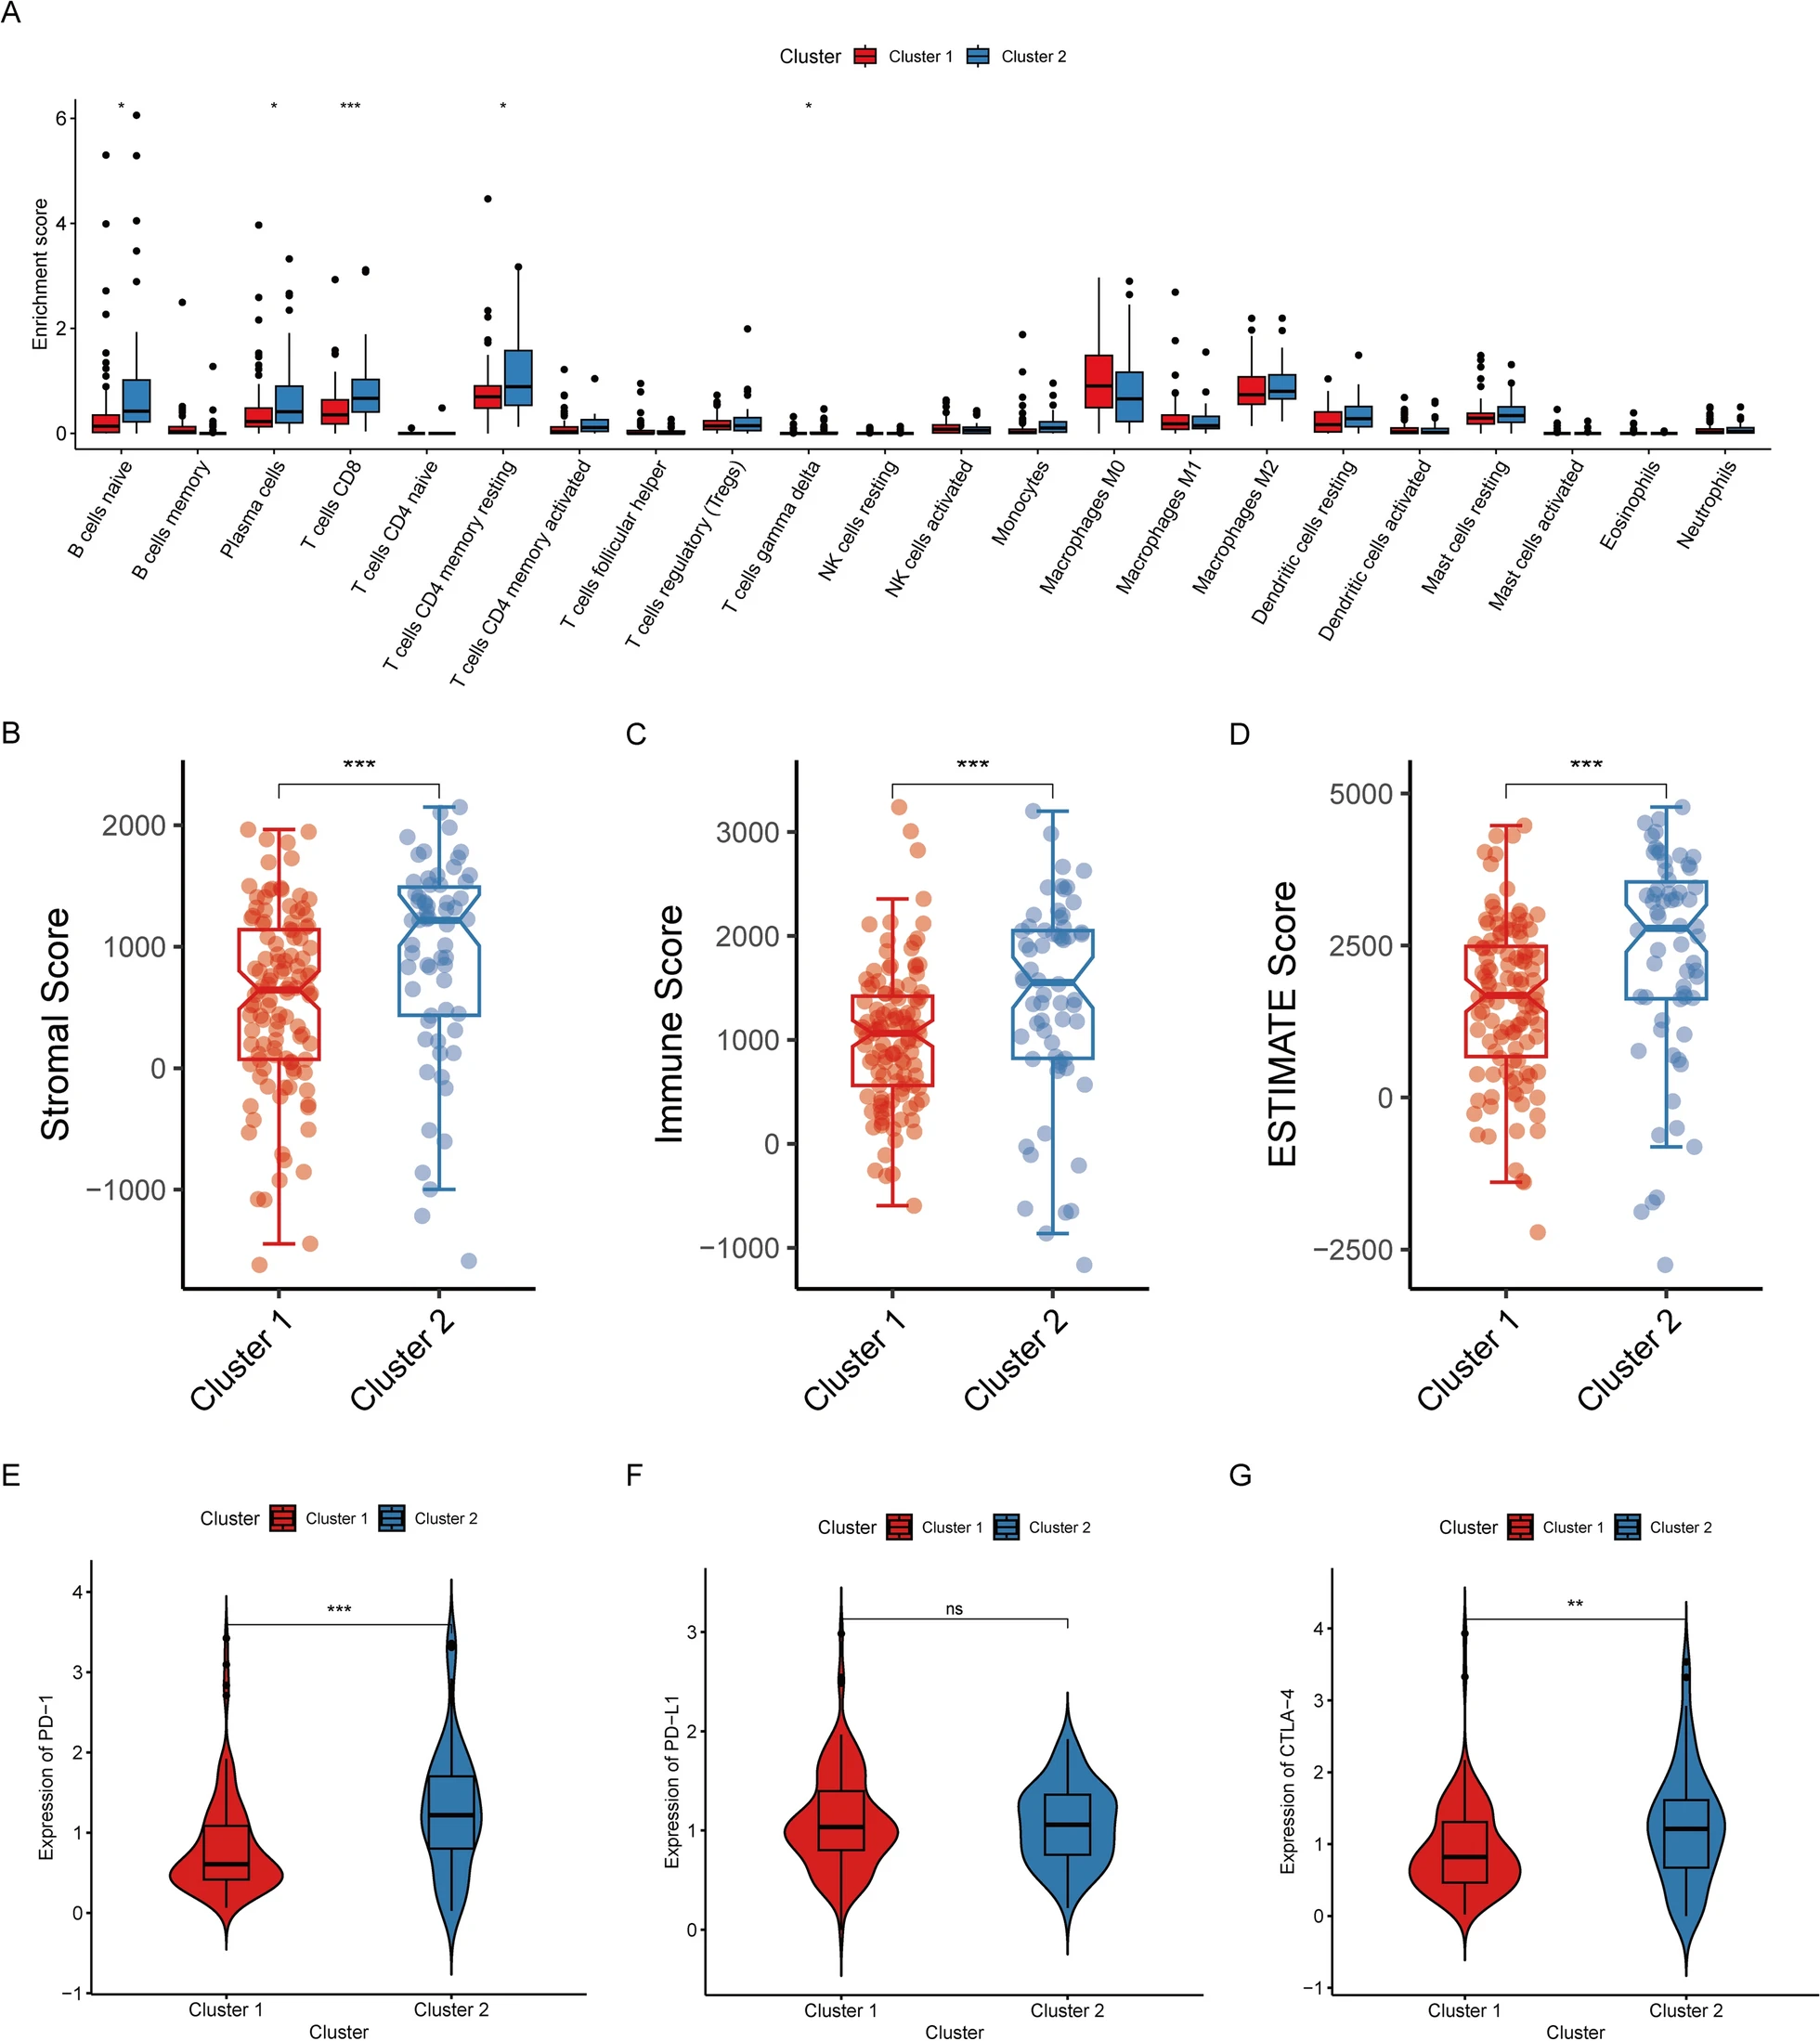 A
Cluster Cluster 1 Cluster 2
Enrichment score
6
4
2
0
* * *** * *
B cells naive
B cells memory
Plasma cells
T cells CD8
T cells CD4 naive
T cells CD4 memory resting
T cells CD4 memory activated
T cells follicular helper
T cells regulatory (Tregs)
T cells gamma delta
NK cells resting
NK cells activated
Monocytes
Macrophages M0
Macrophages M1
Macrophages M2
Dendritic cells resting
Dendritic cells activated
Mast cells resting
Mast cells activated
Eosinophils
Neutrophils
B
Stromal Score
2000
1000
0
−1000
***
Cluster 1
Cluster 2
C
Immune Score
3000
2000
1000
0
−1000
***
Cluster 1
Cluster 2
D
ESTIMATE Score
5000
2500
0
−2500
***
Cluster 1
Cluster 2
E
Cluster Cluster 1 Cluster 2
Expression of PD−1
4
3
2
1
0
−1
***
Cluster 1 Cluster 2
Cluster
F
Cluster Cluster 1 Cluster 2
Expression of PD−L1
3
2
1
0
ns
Cluster 1 Cluster 2
Cluster
G
Cluster Cluster 1 Cluster 2
Expression of CTLA−4
4
3
2
1
0
−1
**
Cluster 1 Cluster 2
Cluster